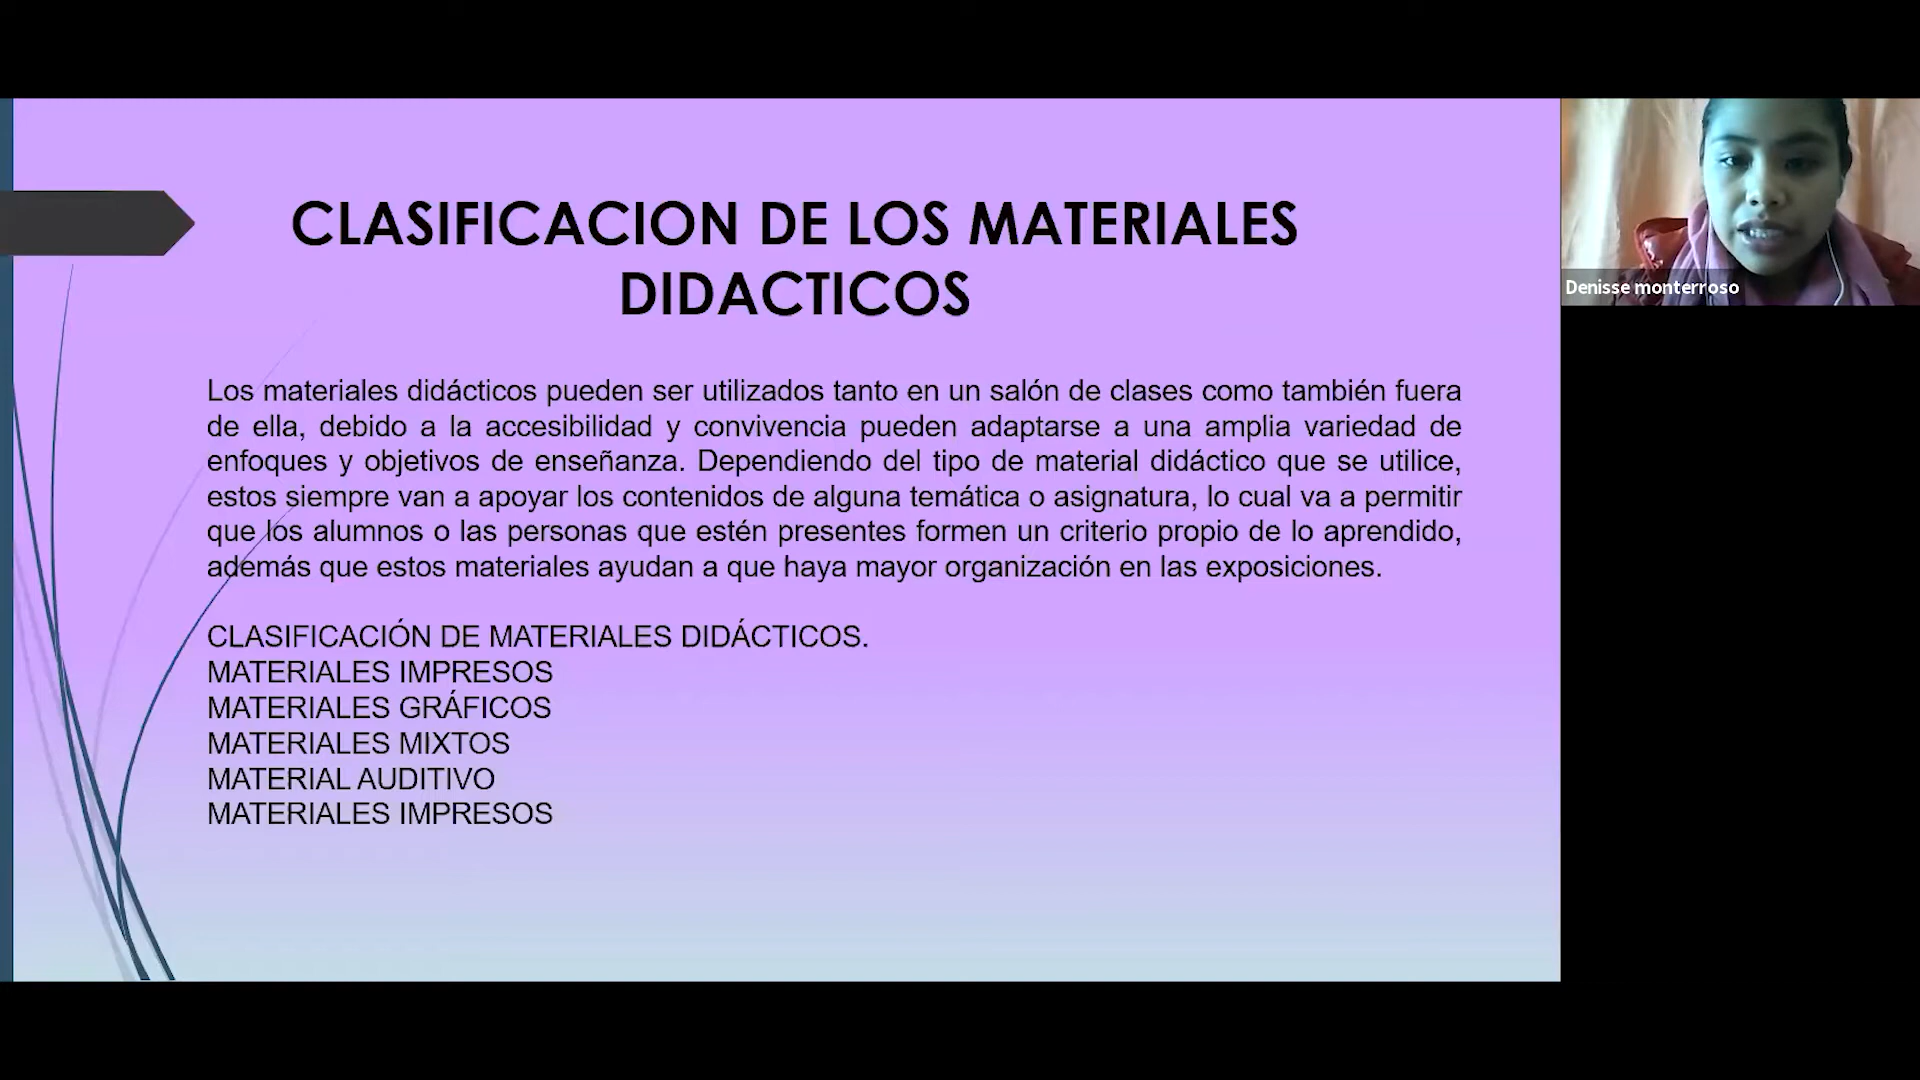 CLASIFICACION DE LOS MATERIALES
DIDACTICOS
Los materiales didácticos pueden ser utilizados tanto en un salón de clases como también fuera
de ella, debido a la accesibilidad y convivencia pueden adaptarse a una amplia variedad de
enfoques y objetivos de enseñanza. Dependiendo del tipo de material didáctico que se utilice,
estos siempre van a apoyar los contenidos de alguna temática o asignatura, lo cual va a permitir
que los alumnos o las personas que estén presentes formen un criterio propio de lo aprendido,
además que estos materiales ayudan a que haya mayor organización en las exposiciones.
CLASIFICACIÓN DE MATERIALES DIDÁCTICOS.
MATERIALES IMPRESOS
MATERIALES GRÁFICOS
MATERIALES MIXTOS
MATERIAL AUDITIVO
MATERIALES IMPRESOS
Denisse monterroso